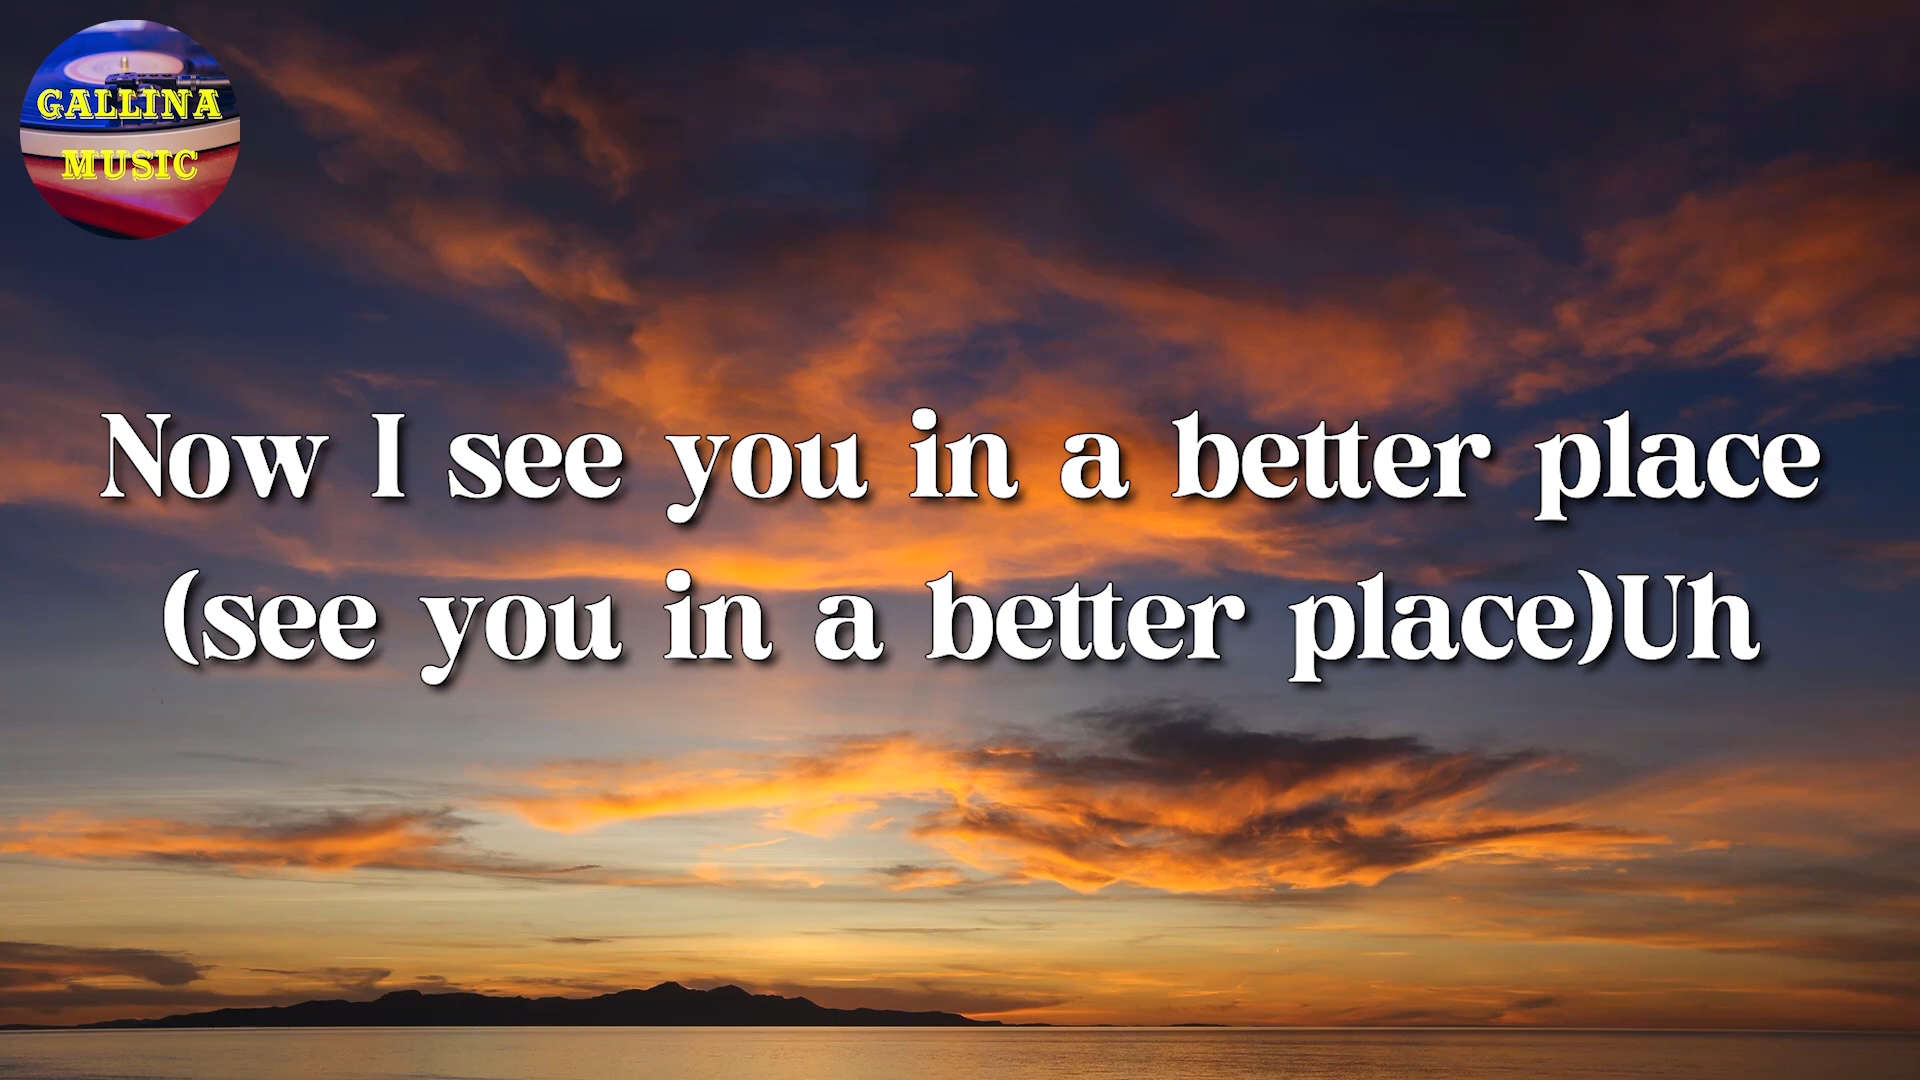 GALLINA
MUSIC
Now I see you in a better place
(see you in a better place)Uh